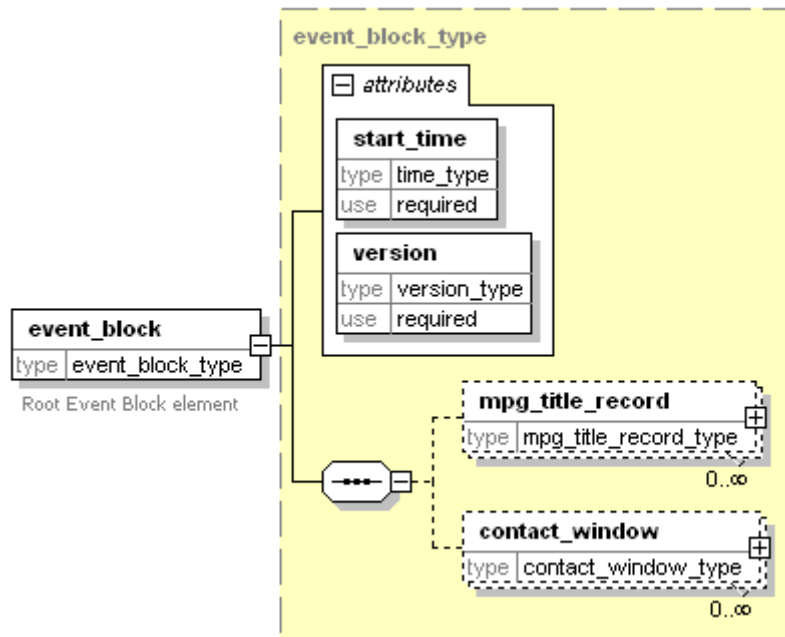 event_block_type
attributes
start_time
type time_type
use required
version
type version_type
use required
event_block
type event_block_type
Root Event Block element
mpg_title_record
type mpg_title_record_type
0..∞
contact_window
type contact_window_type
0..∞